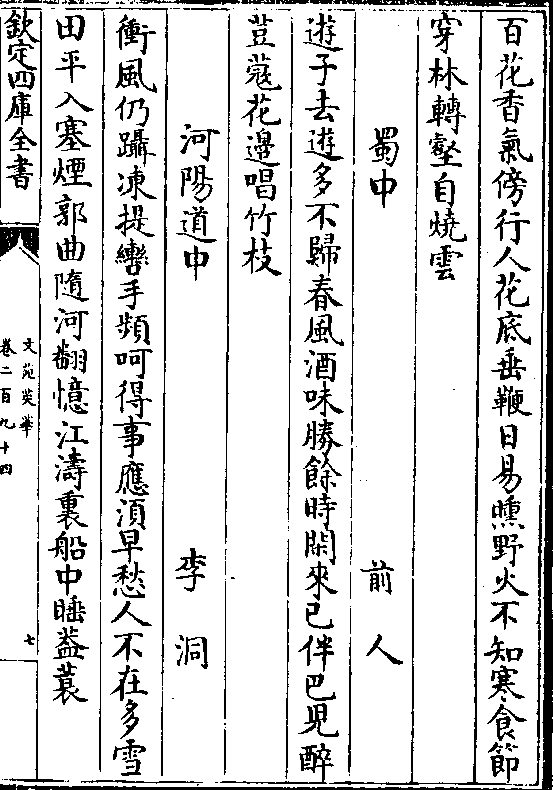 百花香氣傍行人花底垂鞭日易曛野火不知寒食節
穿林轉壑自燒雲
蜀中 前人
遊子去遊多不歸春風酒味勝餘時閑來已伴巴兒醉
荳蔻花邊唱竹枝
河陽道中 李洞
衝風仍躡凍提轡手頻呵得事應須早愁人不在多雪
田平入塞煙郭曲隨河翻憶江濤裏船中睡葢蓑
欽定四庫全書
文苑英華
卷二百九十四
七